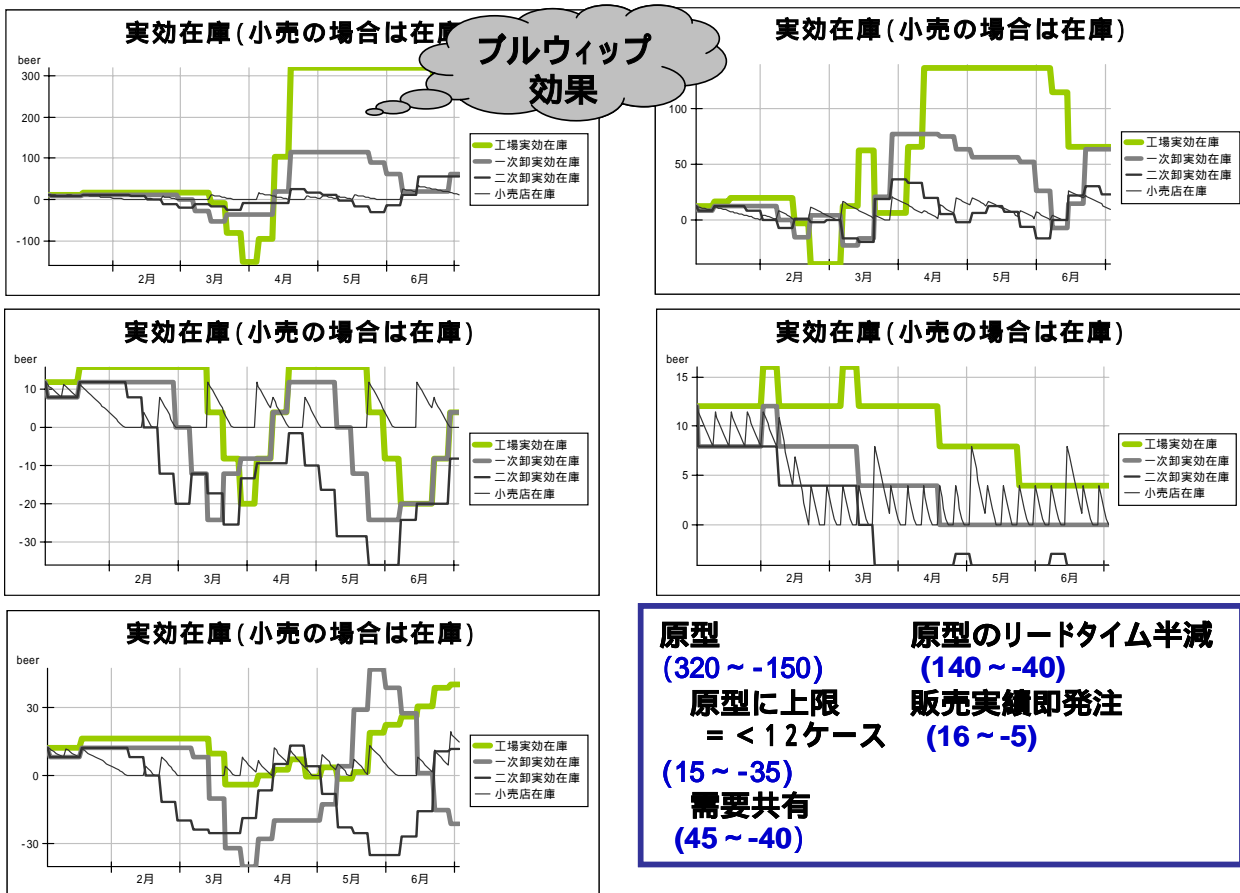 実効在庫(小売の場合は在庫)
beer
300
200
100
0
-100
2月
3月
4月
5月
6月
工場実効在庫
一次卸実効在庫
二次卸実効在庫
小売店在庫
ブルウィップ
効果
実効在庫(小売の場合は在庫)
100
50
0
2月
3月
4月
5月
6月
工場実効在庫
一次卸実効在庫
二次卸実効在庫
小売店在庫
実効在庫(小売の場合は在庫)
beer
10
0
-10
-20
-30
2月
3月
4月
5月
6月
工場実効在庫
一次卸実効在庫
二次卸実効在庫
小売店在庫
実効在庫(小売の場合は在庫)
beer
15
10
5
0
2月
3月
4月
5月
6月
工場実効在庫
一次卸実効在庫
二次卸実効在庫
小売店在庫
実効在庫(小売の場合は在庫)
beer
30
0
-30
2月
3月
4月
5月
6月
工場実効在庫
一次卸実効在庫
二次卸実効在庫
小売店在庫
原型 原型のリードタイム半減
(320~-150) (140~-40)
原型に上限 販売実績即発注
=<12ケース (16~-5)
(15~-35)
需要共有
(45~-40)